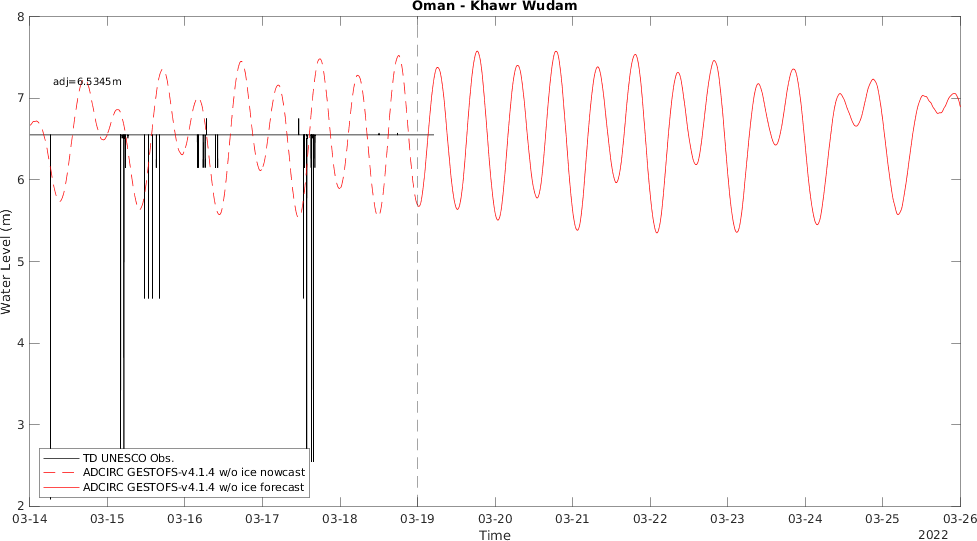 Oman - Khawr Wudam
8
7
6
5
4
3
2
Water Level (m)
adj=6.5345m
TD UNESCO Obs.
ADCIRC GESTOFS-v4.1.4 w/o ice nowcast
ADCIRC GESTOFS-v4.1.4 w/o ice forecast
03-14 03-15 03-16 03-17 03-18 03-19 03-20 03-21 03-22 03-23 03-24 03-25 03-26
Time
2022